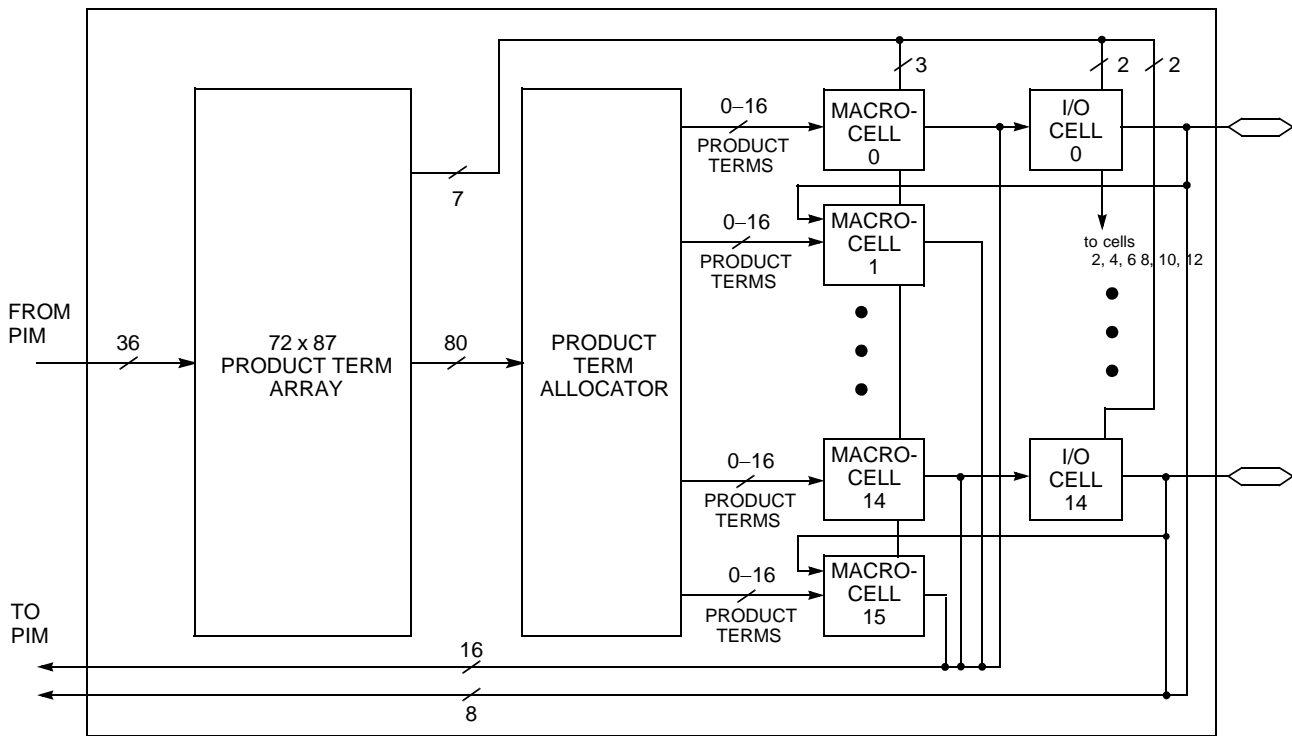 3
2
2
0–16
PRODUCT
TERMS
MACRO-
CELL
0
I/O
CELL
0
7
0–16
PRODUCT
TERMS
MACRO-
CELL
1
to cells
2, 4, 6 8, 10, 12
FROM
PIM
36
72 x 87
PRODUCT TERM
ARRAY
80
PRODUCT
TERM
ALLOCATOR
0–16
PRODUCT
TERMS
MACRO-
CELL
14
I/O
CELL
14
0–16
PRODUCT
TERMS
MACRO-
CELL
15
TO
PIM
16
8